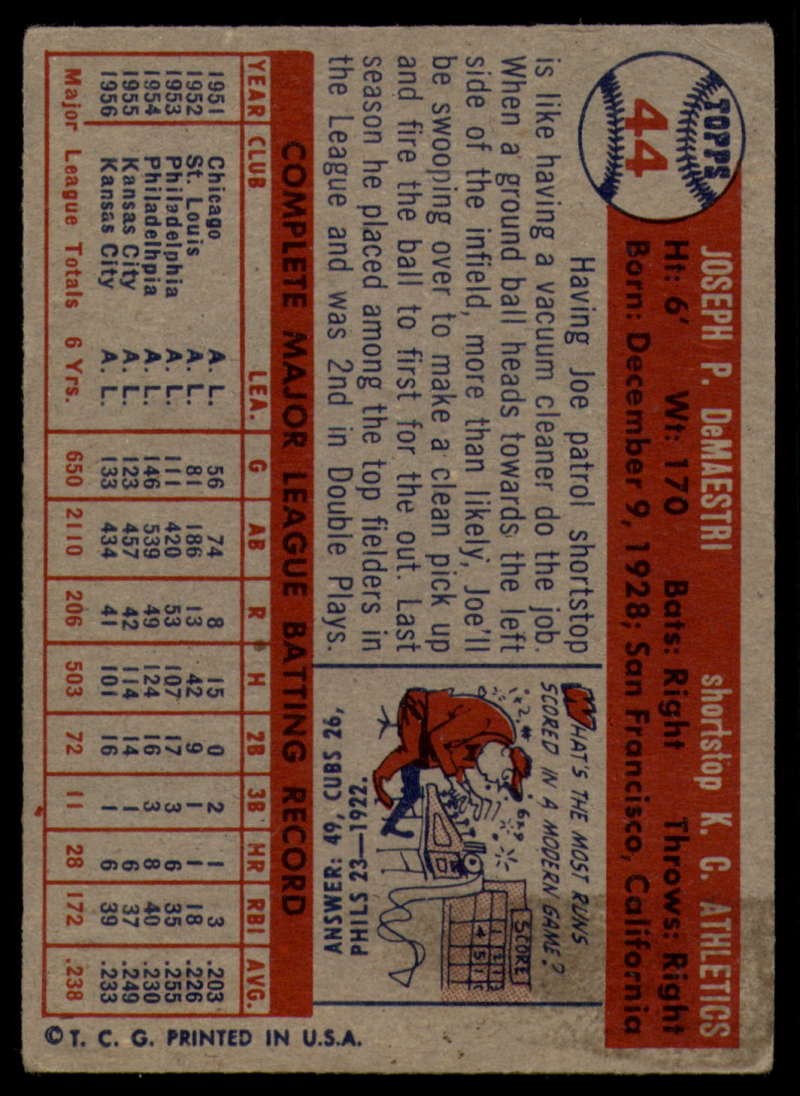 TOPPS
44
JOSEPH P. DeMAESTRI shortstop K. C. ATHLETICS
Ht: 6' Wt: 170 Bats: Right Throws: Right
Born: December 9, 1928; San Francisco, California
Having Joe patrol shortstop
is like having a vacuum cleaner do the job.
When a ground ball heads towards the left
side of the infield, more than likely, Joe'll
be swooping over to make a clean pick up
and fire the ball to first for the out. Last
season he placed among the top fielders in
the League and was 2nd in Double Plays.
WHAT'S THE MOST RUNS
SCORED IN A MODERN GAME?
1x2,#
6x9
SCORE
ANSWER: 49, CUBS 26,
PHILS 23—1922.
COMPLETE MAJOR LEAGUE BATTING RECORD
YEAR CLUB LEA. G AB R H 2B 3B HR RBI AVG.
1951 Chicago A. L. 56 74 8 15 0 2 1 3 .203
1952 St. Louis A. L. 81 186 13 42 9 1 1 18 .226
1953 Philadelphia A. L. 111 420 53 107 17 3 6 35 .255
1954 Philadelhpia A. L. 146 539 49 124 16 3 8 40 .230
1955 Kansas City A. L. 123 457 42 114 14 1 6 37 .249
1956 Kansas City A. L. 133 434 41 101 16 1 6 39 .233
Major League Totals 6 Yrs. 650 2110 206 503 72 11 28 172 .238
© T. C. G. PRINTED IN U.S.A.